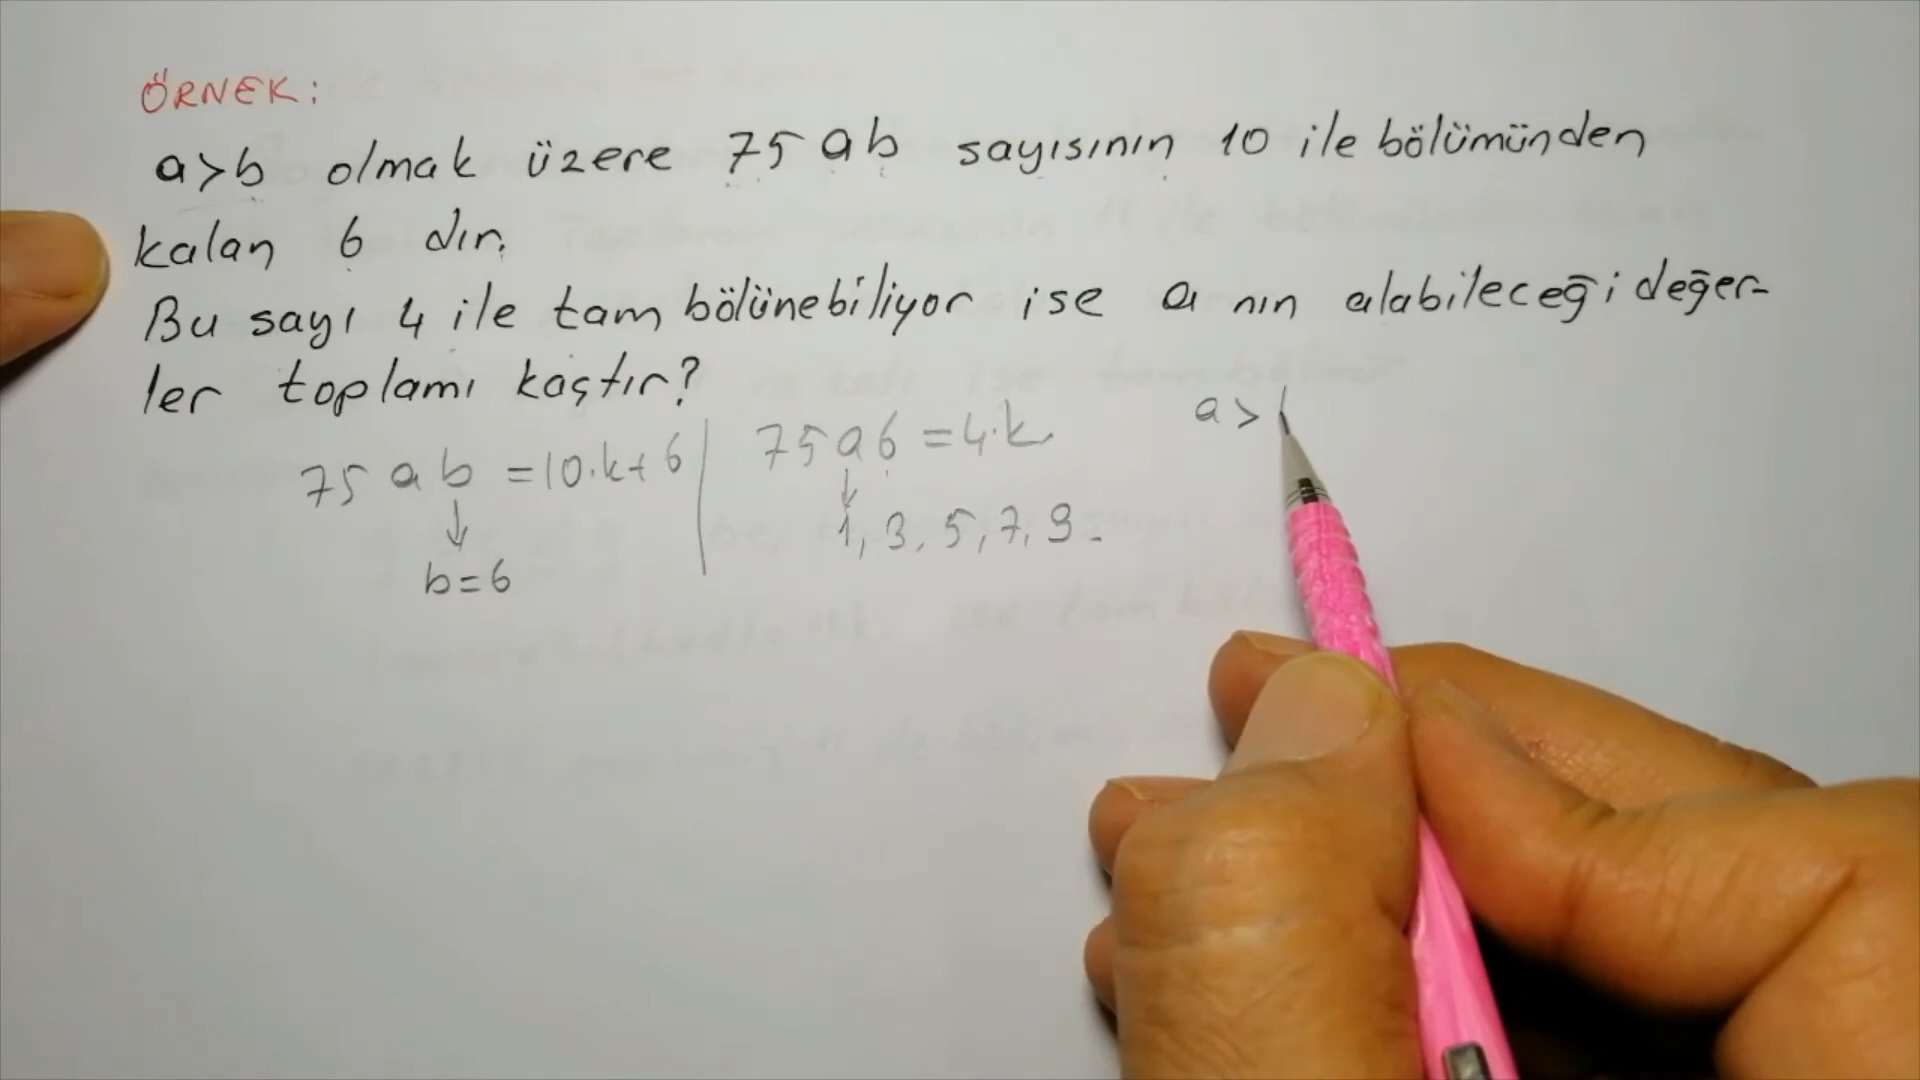 ÖRNEK:
a>b olmak üzere 75ab sayısının 10 ile bölümünden
kalan 6 dır.
Bu sayı 4 ile tam bölünebiliyor ise a nın alabileceği değer-
ler toplamı kaçtır?
75ab =10.k+6
b=6
75a6 =4.k
1, 3, 5, 7, 9.
a>